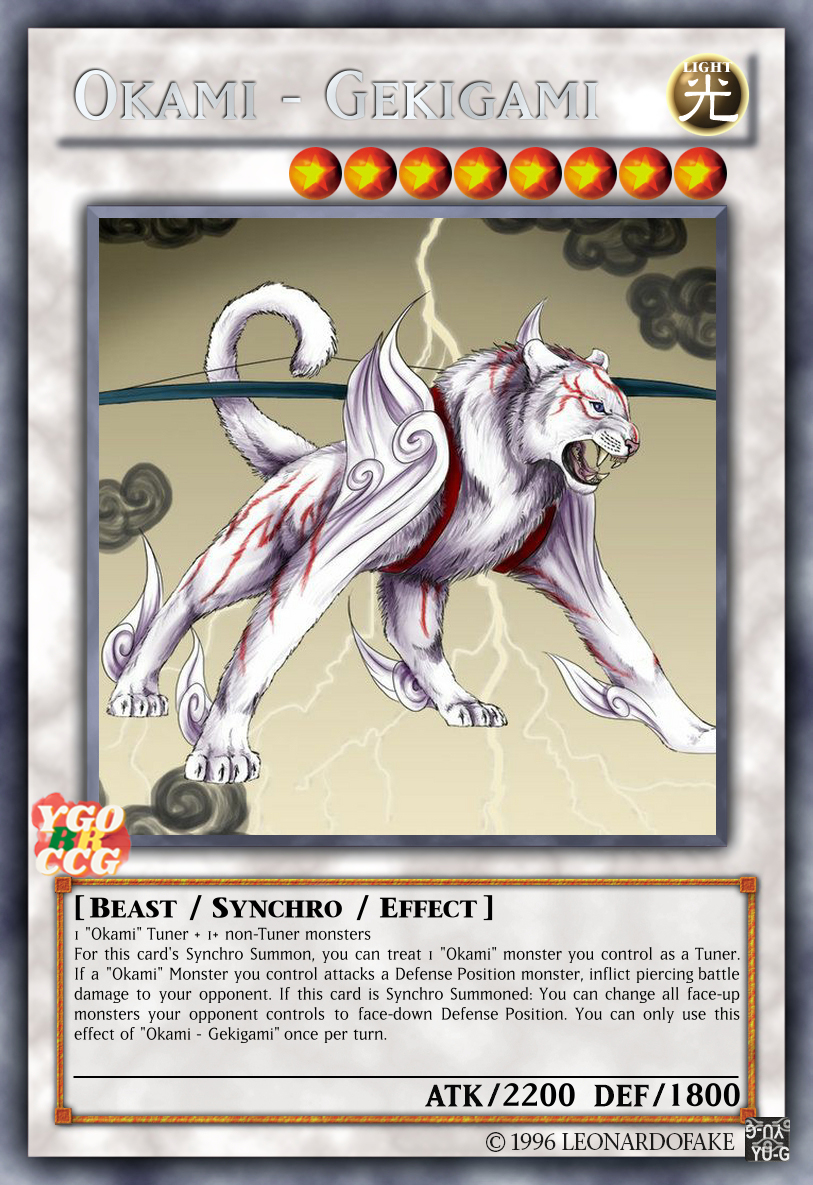 Okami - Gekigami
LIGHT
光
YGO
BR
CCG
[ Beast / Synchro / Effect ]
1 "Okami" Tuner + 1+ non-Tuner monsters
For this card's Synchro Summon, you can treat 1 "Okami" monster you control as a Tuner.
If a "Okami" Monster you control attacks a Defense Position monster, inflict piercing battle
damage to your opponent. If this card is Synchro Summoned: You can change all face-up
monsters your opponent controls to face-down Defense Position. You can only use this
effect of "Okami - Gekigami" once per turn.
ATK/2200 DEF/1800
© 1996 LEONARDOFAKE
YU-G